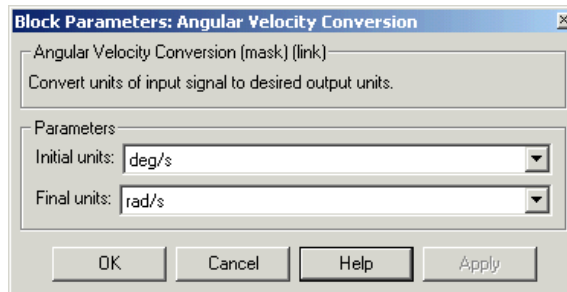 Block Parameters: Angular Velocity Conversion
Angular Velocity Conversion (mask) (link)
Convert units of input signal to desired output units.
Parameters
Initial units: deg/s
Final units: rad/s
OK Cancel Help Apply